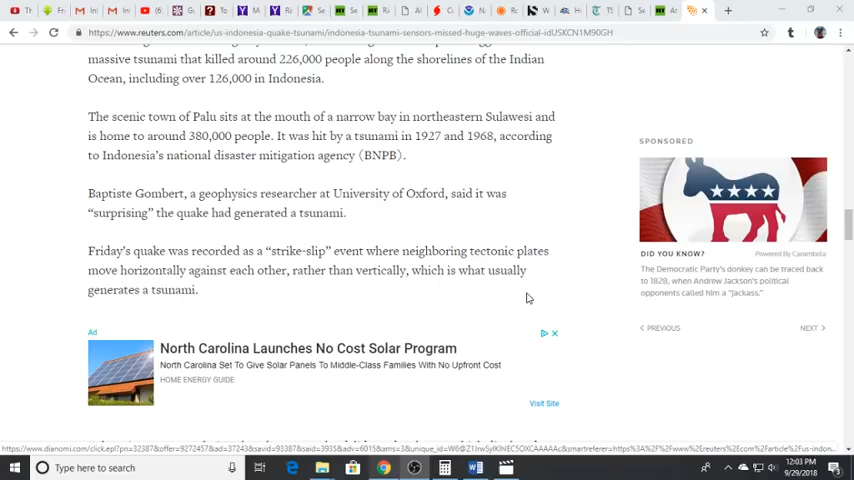 https://www.reuters.com/article/us-indonesia-quake-tsunami/indonesia-tsunami-sensors-missed-huge-waves-official-idUSKCN1M90GH
massive tsunami that killed around 226,000 people along the shorelines of the Indian
Ocean, including over 126,000 in Indonesia.
The scenic town of Palu sits at the mouth of a narrow bay in northeastern Sulawesi and
is home to around 380,000 people. It was hit by a tsunami in 1927 and 1968, according
to Indonesia's national disaster mitigation agency (BNPB).
Baptiste Gombert, a geophysics researcher at University of Oxford, said it was
“surprising” the quake had generated a tsunami.
Friday's quake was recorded as a “strike-slip” event where neighboring tectonic plates
move horizontally against each other, rather than vertically, which is what usually
generates a tsunami.
Ad
North Carolina Launches No Cost Solar Program
North Carolina Set To Give Solar Panels To Middle-Class Families With No Upfront Cost
HOME ENERGY GUIDE
Visit Site
SPONSORED
DID YOU KNOW?
Powered By Carambola
The Democratic Party's donkey can be traced back
to 1828, when Andrew Jackson's political
opponents called him a “Jackass.”
PREVIOUS
NEXT
Type here to search
12:03 PM
9/29/2018